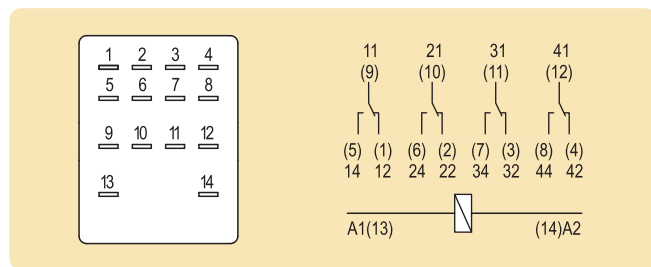 1 2 3 4
5 6 7 8
9 10 11 12
13 14
11 21 31 41
(9) (10) (11) (12)
(5) (1) (6) (2) (7) (3) (8) (4)
14 12 24 22 34 32 44 42
A1(13) (14)A2